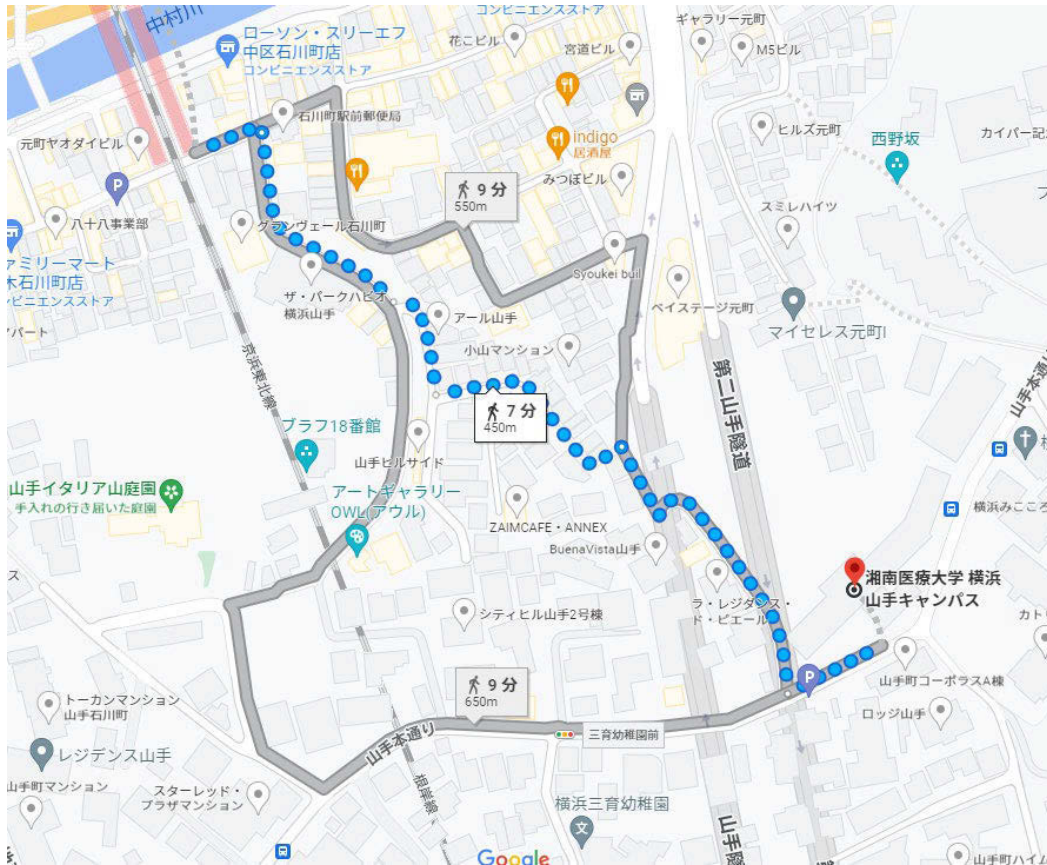 中村川
ローソン・スリーエフ
中区石川町店
コンビニエンスストア
コンビニエンスストア
花こビル
宮道ビル
ギャラリー元町
M5ビル
元町ヤオダイビル
石川町駅前郵便局
indigo
居酒屋
ヒルズ元町
西野坂
カイパー記
P
八十八事業部
みつぼビル
9 分
550m
スミレハイツ
グランヴェール石川町
ァミリーマート
木石川町店
ンビニエンスストア
Syoukei buil
ザ・パークハビオ
横浜山手
アール山手
ベイステージ元町
マイセレス元町I
アパート
小山マンション
京浜東北線
第二山手隧道
山手本通り
7 分
450m
ブラフ18番館
山手ヒルサイド
山手イタリア山庭園
手入れの行き届いた庭園
アートギャラリー
OWL(アウル)
ZAIMCAFE・ANNEX
横浜みこころ
BuenaVista山手
湘南医療大学 横浜
山手キャンパス
ス
シティヒル山手2号棟
ラ・レジダンス・
ド・ピエール
カト
山手町コーポラスA棟
9 分
650m
P
トーカンマンション
山手石川町
ロッジ山手
三育幼稚園前
山手本通り
レジデンス山手
山手町マンション
スターレッド・
プラザマンション
根岸線
横浜三育幼稚園
文
山手隧
山手町ハイム
Google